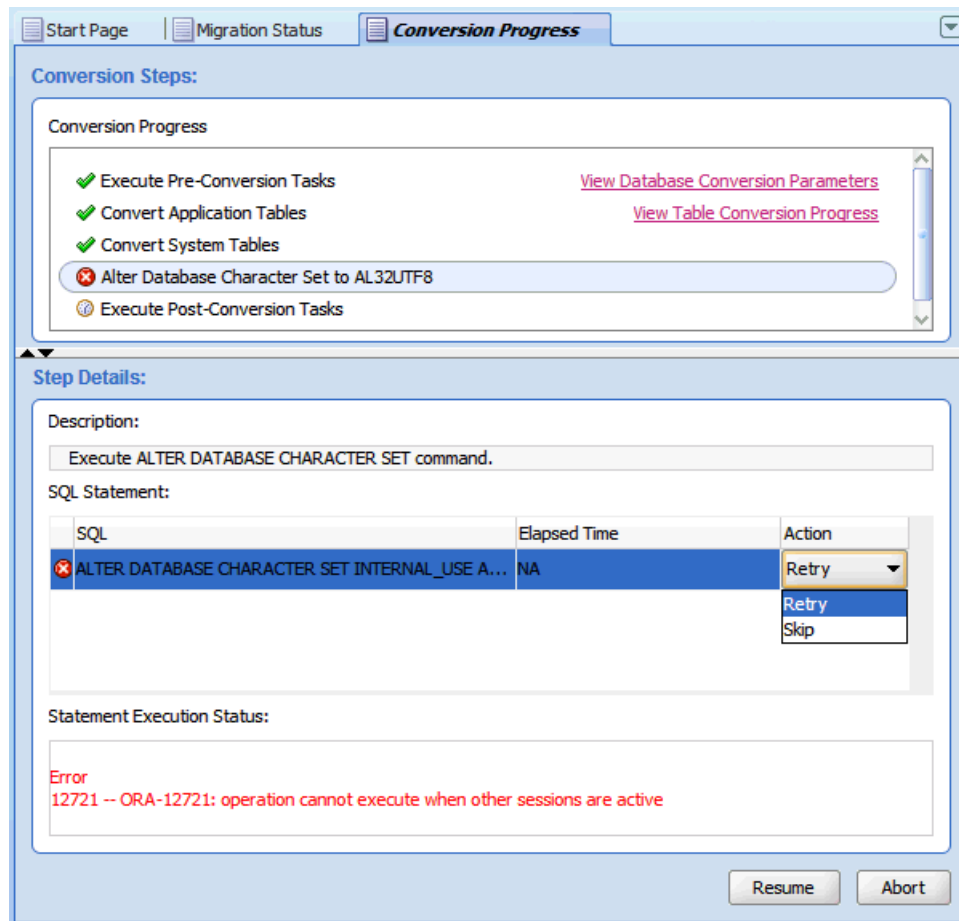 Start Page
Migration Status
Conversion Progress
Conversion Steps:
Conversion Progress
Execute Pre-Conversion Tasks View Database Conversion Parameters
Convert Application Tables View Table Conversion Progress
Convert System Tables
Alter Database Character Set to AL32UTF8
Execute Post-Conversion Tasks
Step Details:
Description:
Execute ALTER DATABASE CHARACTER SET command.
SQL Statement:
SQL Elapsed Time Action
ALTER DATABASE CHARACTER SET INTERNAL_USE A... NA Retry
Retry
Skip
Statement Execution Status:
Error
12721 -- ORA-12721: operation cannot execute when other sessions are active
Resume Abort